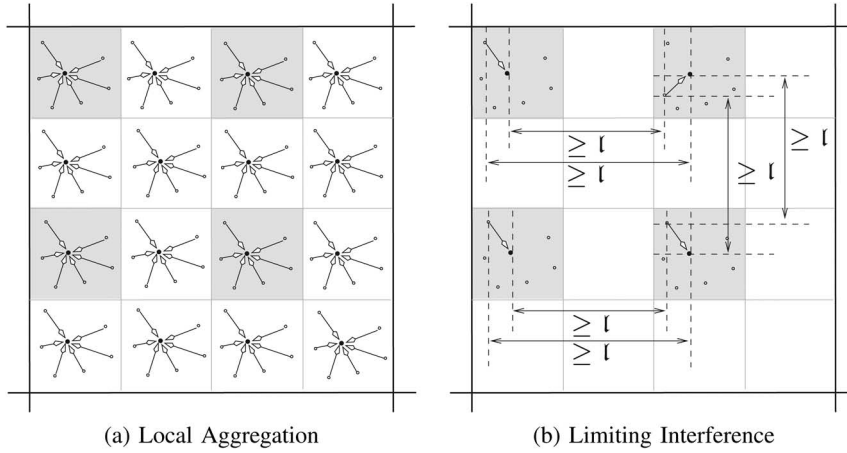 ≥ 𝔩
≥ 𝔩
≥ 𝔩
≥ 𝔩
≥ 𝔩
≥ 𝔩
(a) Local Aggregation
(b) Limiting Interference